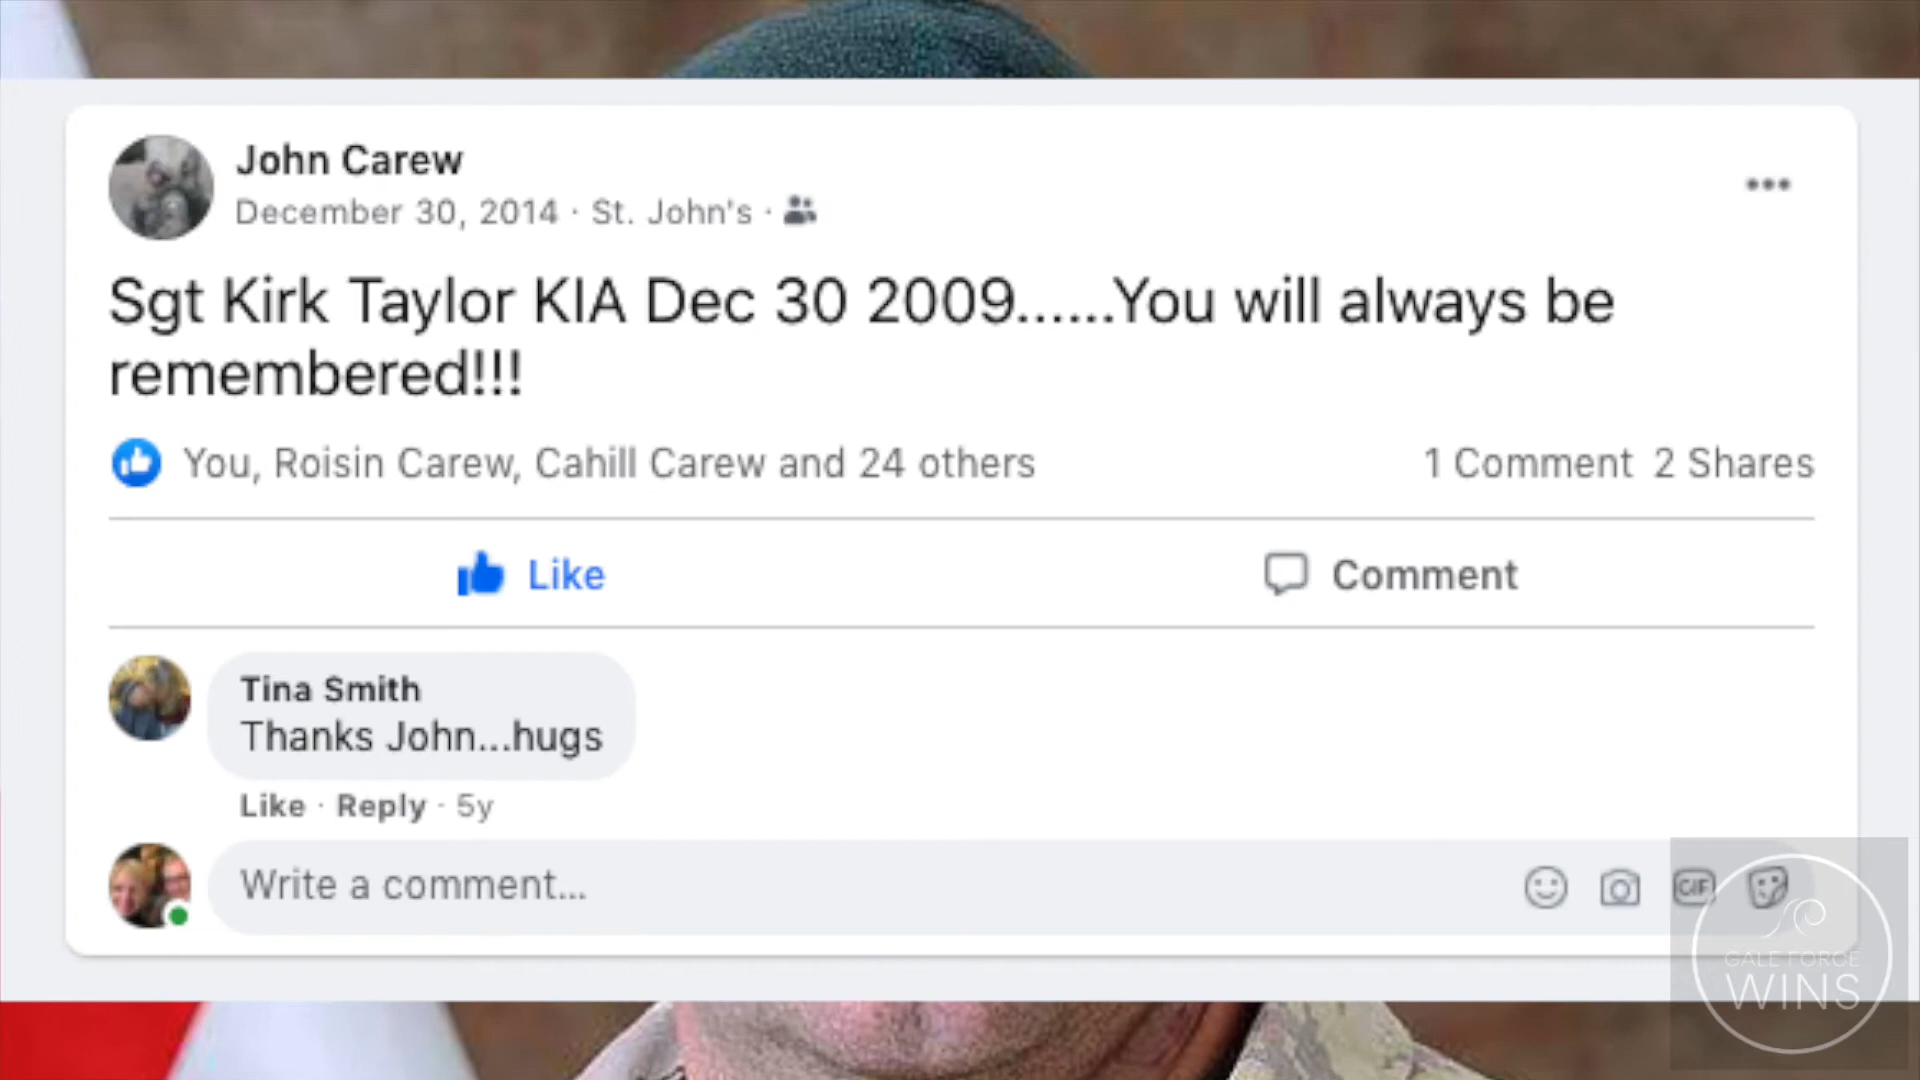 John Carew
December 30, 2014 · St. John's ·
Sgt Kirk Taylor KIA Dec 30 2009......You will always be
remembered!!!
You, Roisin Carew, Cahill Carew and 24 others
1 Comment 2 Shares
Like
Comment
Tina Smith
Thanks John...hugs
Like · Reply · 5y
Write a comment...
GIF
GALE FORCE
WINS